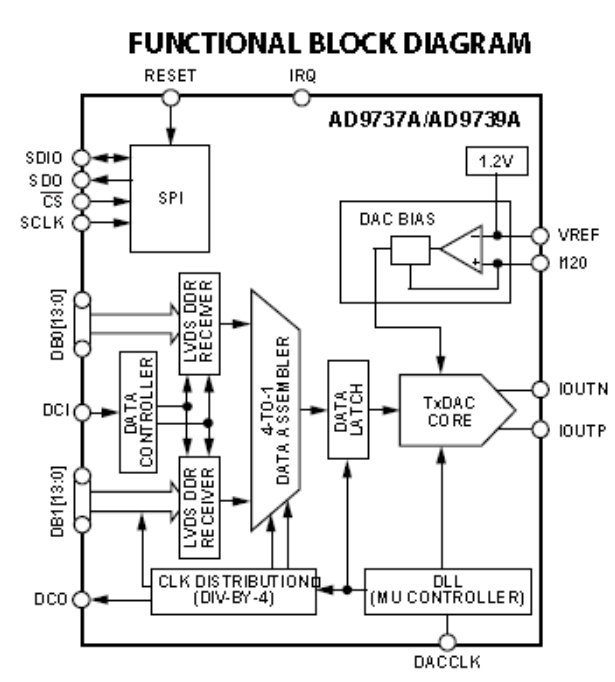 FUNCTIONAL BLOCK DIAGRAM
RESET
IRQ
AD9737A/AD9739A
SDIO
SDO
CS
SCLK
SPI
1.2V
DAC BIAS
VREF
I120
DB0[13:0]
LVDS DDR
RECEIVER
DCI
DATA
CONTROLLER
4-TO-1
DATA ASSEMBLER
DATA
LATCH
TxDAC
CORE
IOUTN
IOUTP
DB1[13:0]
LVDS DDR
RECEIVER
DCO
CLK DISTRIBUTION
(DIV-BY-4)
DLL
(MU CONTROLLER)
DACCLK